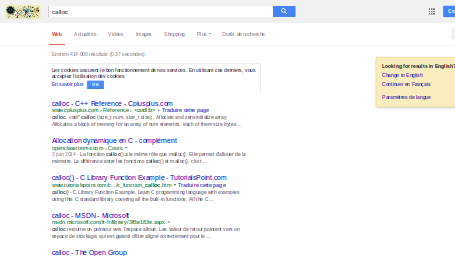 calloc
Web Actualités Vidéos Images Shopping Plus Outils de recherche
Environ 414 000 résultats (0,27 secondes)
Les cookies assurent le bon fonctionnement de nos services. En utilisant ces derniers, vous
acceptez l'utilisation des cookies.
En savoir plus OK
Looking for results in English?
Change to English
Continuer en Français
Paramètres de langue
calloc - C++ Reference - Cplusplus.com
www.cplusplus.com › Reference › <cstdlib> Traduire cette page
calloc. void* calloc (size_t num, size_t size); Allocate and zero-initialize array.
Allocates a block of memory for an array of num elements, each of them size bytes ...
Allocation dynamique en C - complément
openclassrooms.com › Cours
2 juin 2014 - La fonction calloc() a le même rôle que malloc(). Elle permet d'allouer de la
mémoire. La différence entre les fonctions calloc() et malloc(), c'est ...
calloc() - C Library Function Example - TutorialsPoint.com
www.tutorialspoint.com/c.../c_function_calloc.htm Traduire cette page
calloc() - C Library Function Example, Learn C programming language with examples
using this C standard library covering all the built-in functions. All the C ...
calloc - MSDN - Microsoft
msdn.microsoft.com/fr-fr/library/3f8w183e.aspx
calloc retourne un pointeur vers l'espace alloué. Les valeur de retour pointent vers un
espace de stockage, qui est garanti d'être aligné correctement pour le ...
calloc - The Open Group